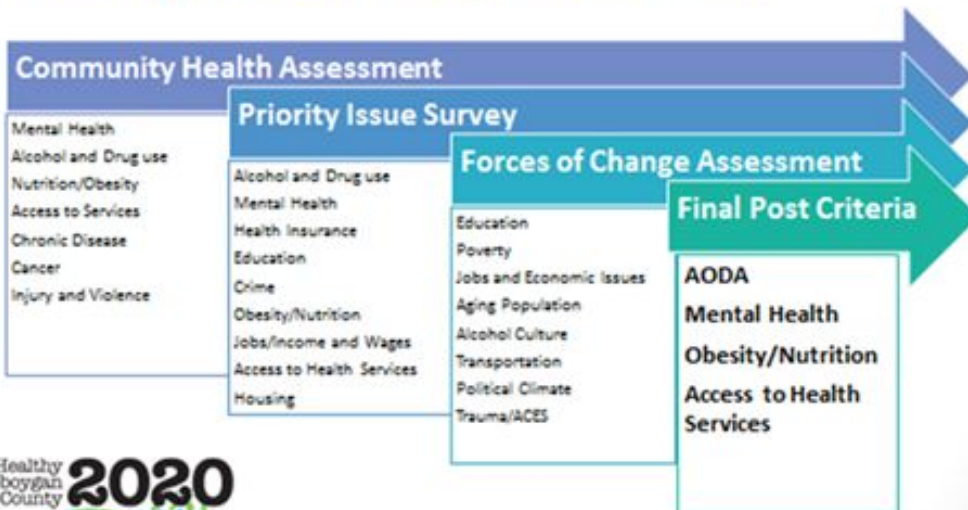 Community Health Assessment
Mental Health
Alcohol and Drug use
Nutrition/Obesity
Access to Services
Chronic Disease
Cancer
Injury and Violence
Priority Issue Survey
Alcohol and Drug use
Mental Health
Health Insurance
Education
Crime
Obesity/Nutrition
Jobs/Income and Wages
Access to Health Services
Housing
Forces of Change Assessment
Education
Poverty
Jobs and Economic Issues
Aging Population
Alcohol Culture
Transportation
Political Climate
Trauma/ACES
Final Post Criteria
AODA
Mental Health
Obesity/Nutrition
Access to Health
Services
Healthy
boygan
County
2020